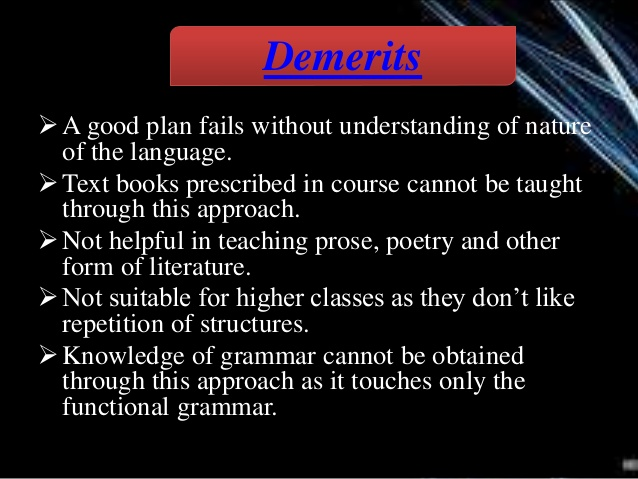 Demerits
➢A good plan fails without understanding of nature
of the language.
➢Text books prescribed in course cannot be taught
through this approach.
➢Not helpful in teaching prose, poetry and other
form of literature.
➢Not suitable for higher classes as they don’t like
repetition of structures.
➢Knowledge of grammar cannot be obtained
through this approach as it touches only the
functional grammar.